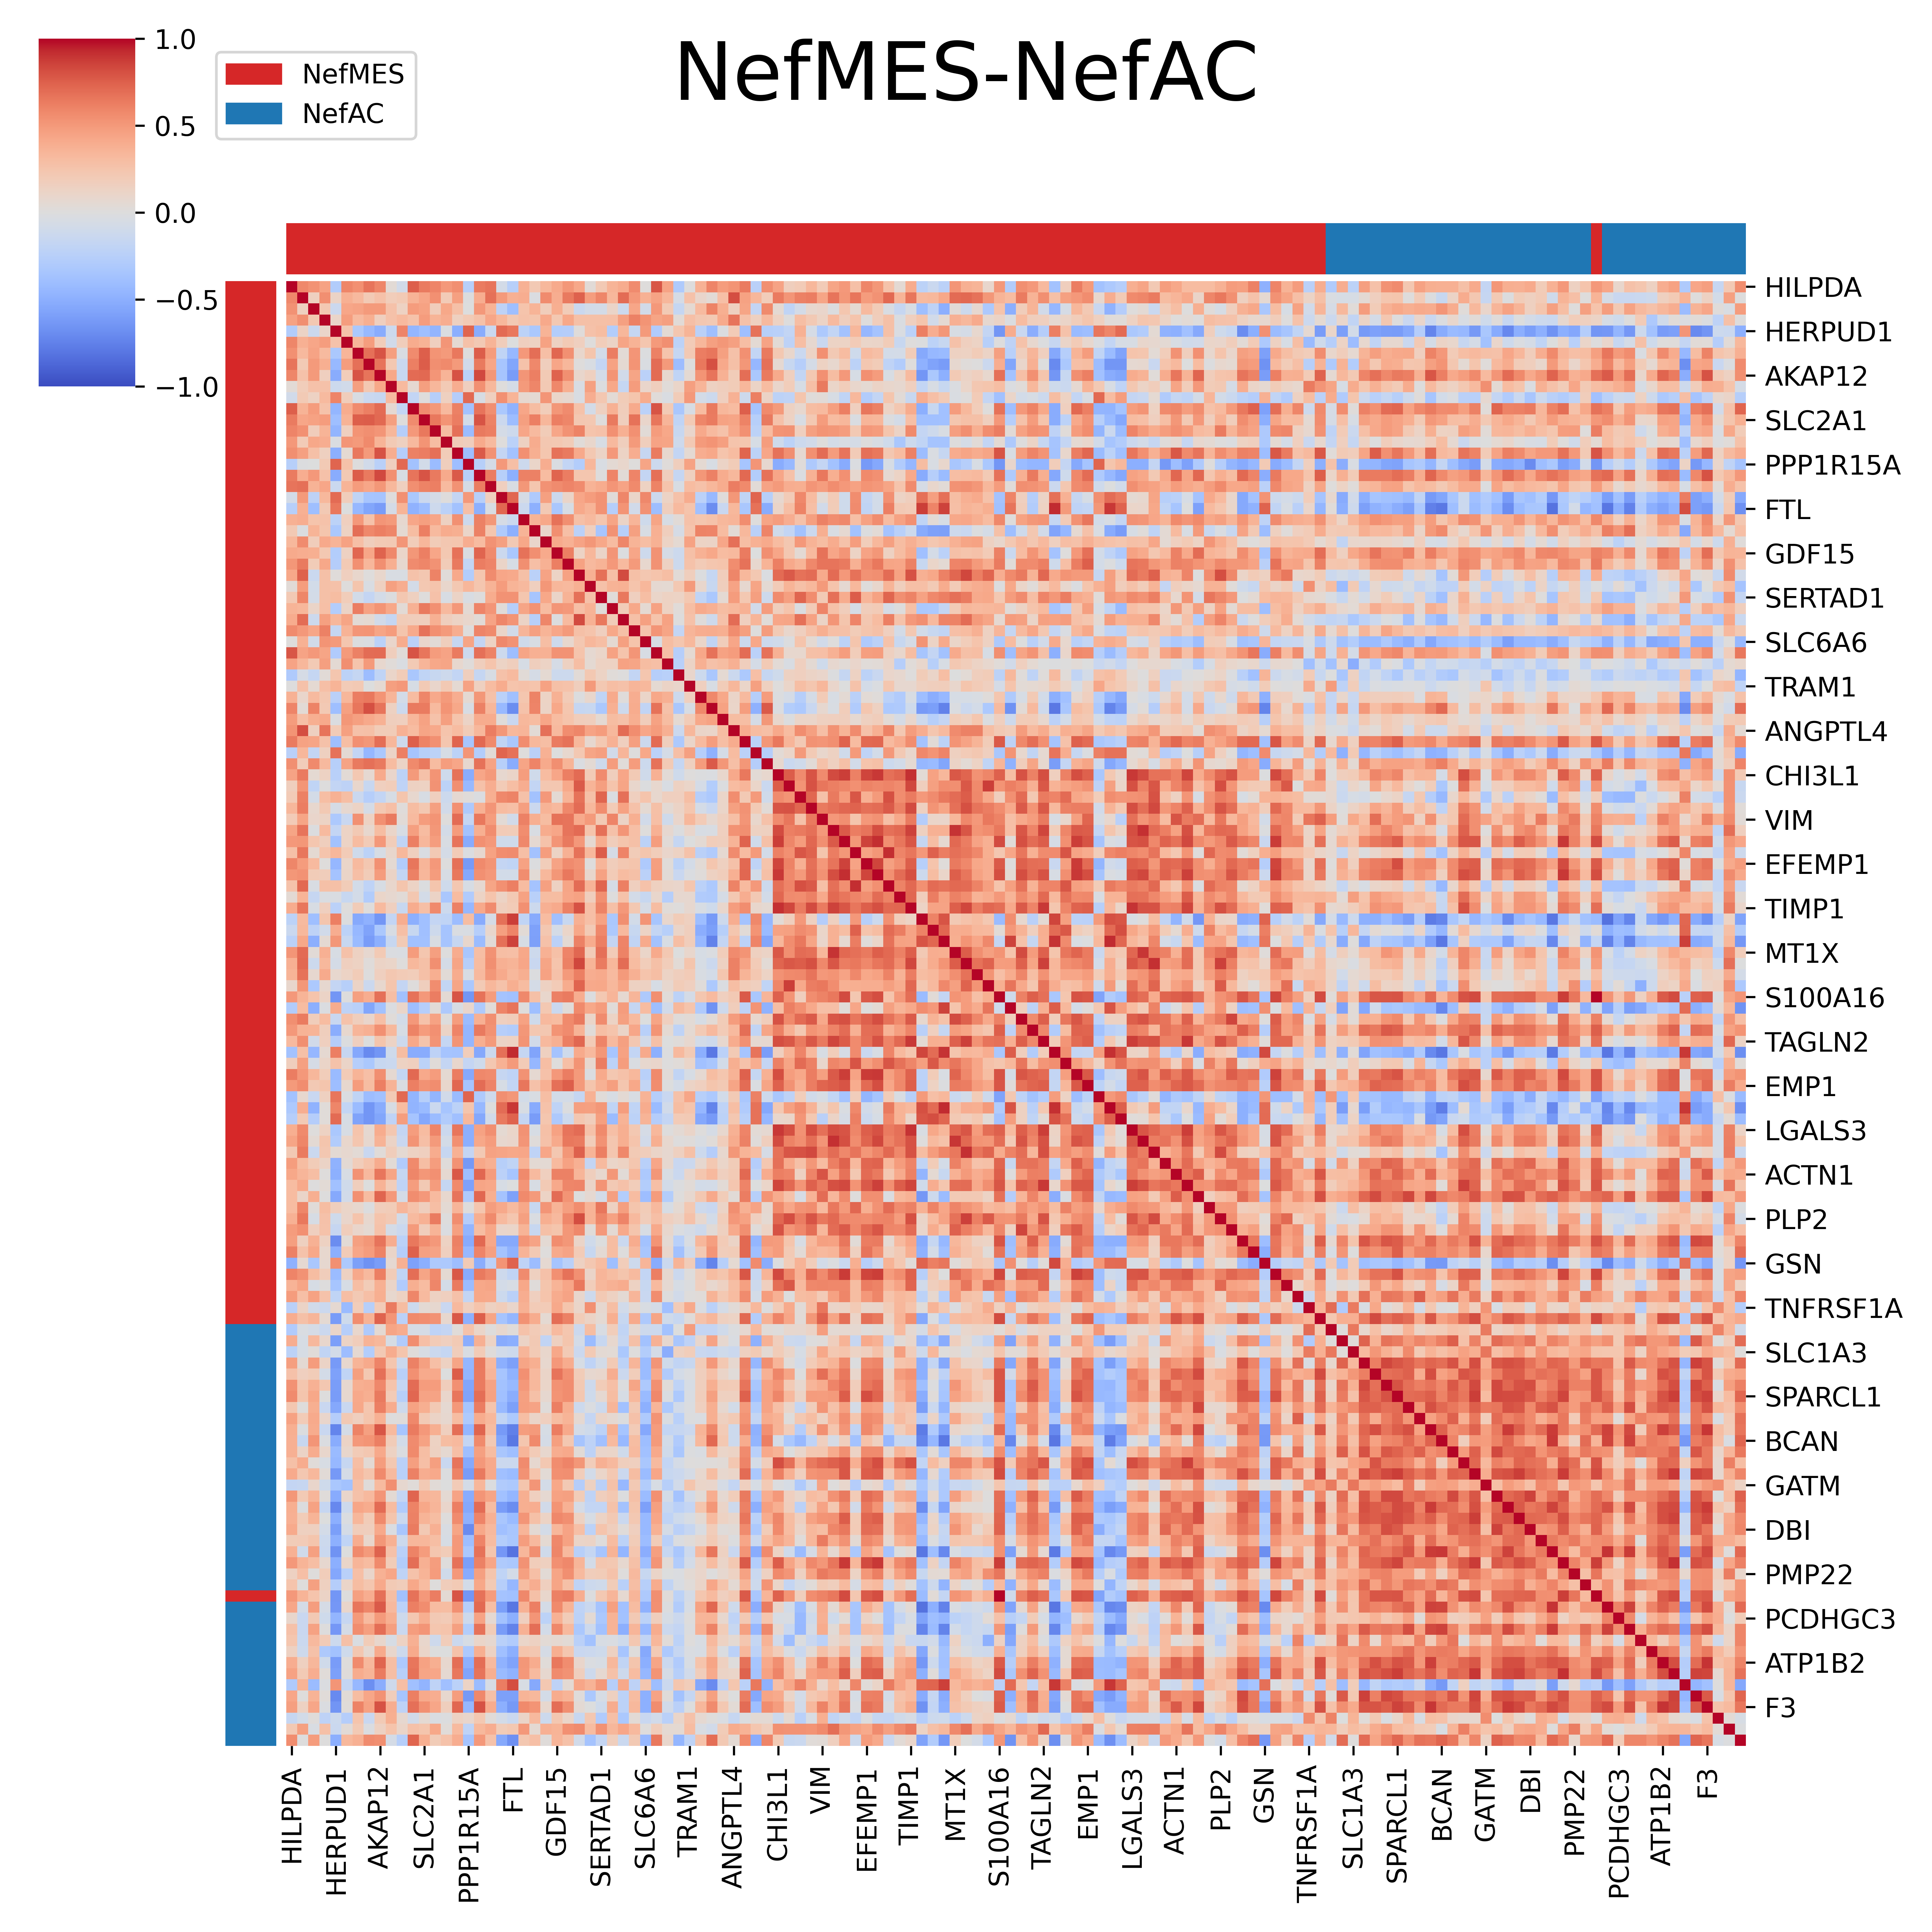 NefMES-NefAC
1.0
0.5
0.0
−0.5
−1.0
NefMES
NefAC
HILPDA
HERPUD1
AKAP12
SLC2A1
PPP1R15A
FTL
GDF15
SERTAD1
SLC6A6
TRAM1
ANGPTL4
CHI3L1
VIM
EFEMP1
TIMP1
MT1X
S100A16
TAGLN2
EMP1
LGALS3
ACTN1
PLP2
GSN
TNFRSF1A
SLC1A3
SPARCL1
BCAN
GATM
DBI
PMP22
PCDHGC3
ATP1B2
F3
HILPDA
HERPUD1
AKAP12
SLC2A1
PPP1R15A
FTL
GDF15
SERTAD1
SLC6A6
TRAM1
ANGPTL4
CHI3L1
VIM
EFEMP1
TIMP1
MT1X
S100A16
TAGLN2
EMP1
LGALS3
ACTN1
PLP2
GSN
TNFRSF1A
SLC1A3
SPARCL1
BCAN
GATM
DBI
PMP22
PCDHGC3
ATP1B2
F3